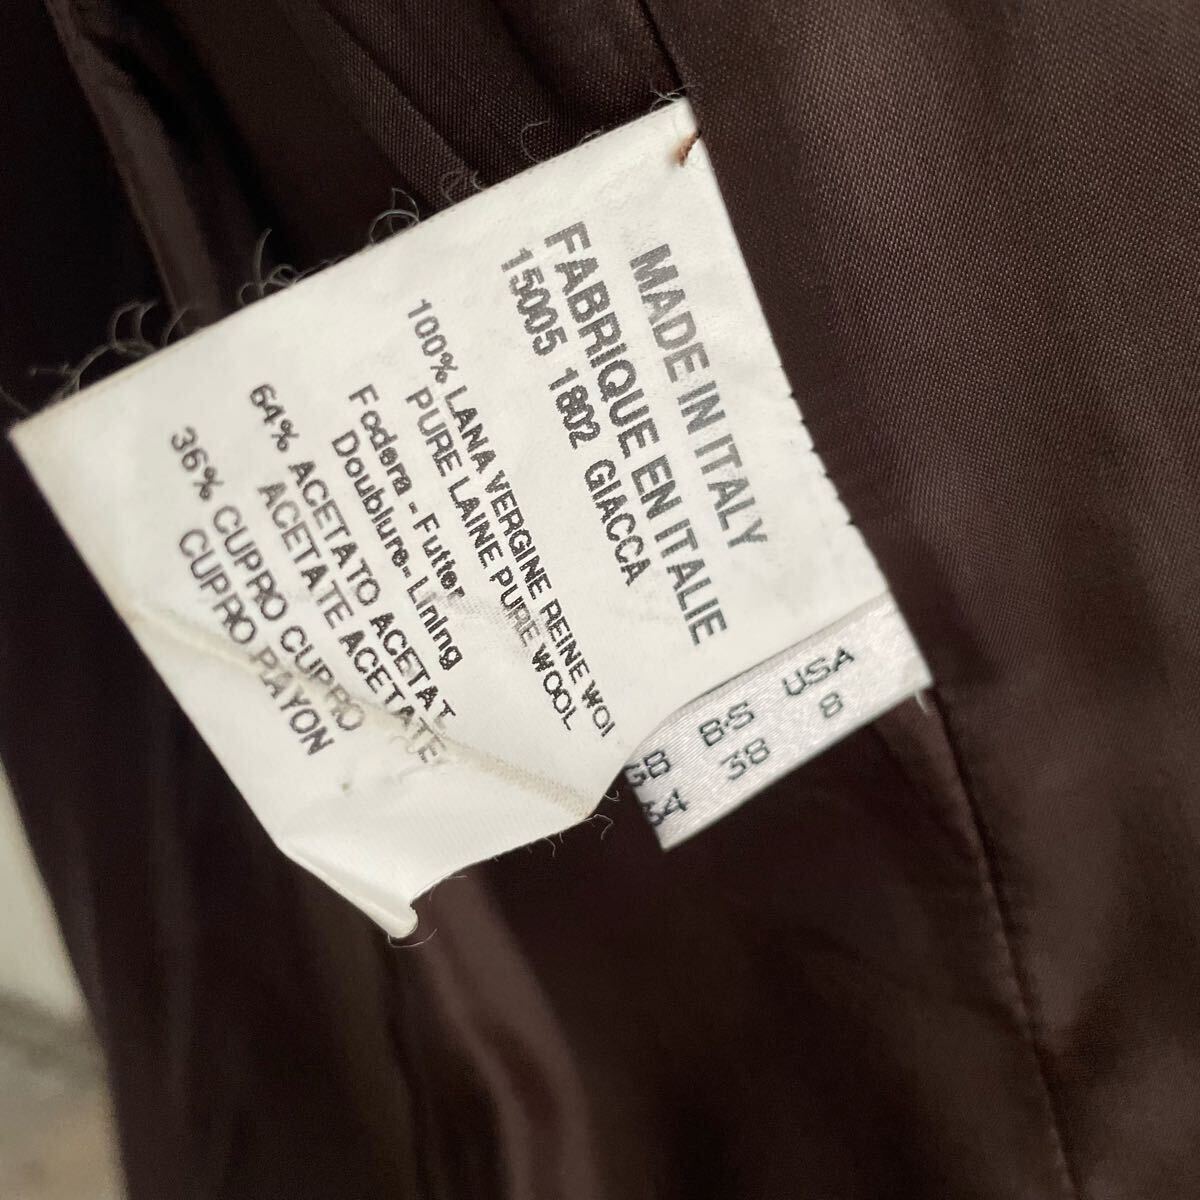 MADE IN ITALY
FABRIQUE EN ITALIE
15005 1802 GIACCA
100% LANA VERGINE REINE WOI
PURE LAINE PURE WOOL
Fodera - Futter
Doublure - Lining
64% ACETATO ACETAT
ACETATE ACETATE
36% CUPRO CUPRO
CUPRO RAYON
GB B-S USA
38 8